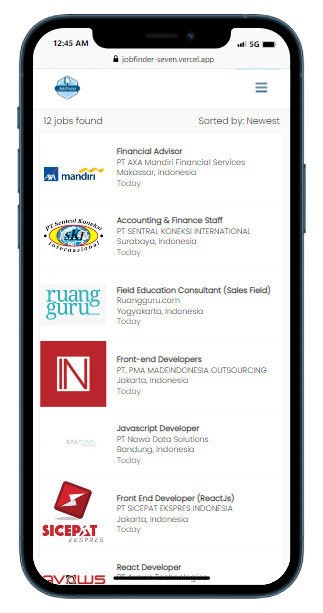 12:45 AM
5G
jobfinder-seven.vercel.app
12 jobs found
Sorted by: Newest
AXA mandiri
Financial Advisor
PT AXA Mandiri Financial Services
Makassar, Indonesia
Today
PT Sentral Koneksi
SKI
Internasional
Accounting & Finance Staff
PT SENTRAL KONEKSI INTERNATIONAL
Surabaya, Indonesia
Today
ruang
guru
Field Education Consultant (Sales Field)
Ruangguru.com
Yogyakarta, Indonesia
Today
Front-end Developers
PT. PMA MADEINDONESIA OUTSOURCING
Jakarta, Indonesia
Today
NAWADATA
Javascript Developer
PT Nawa Data Solutions
Bandung, Indonesia
Today
SICEPAT
EKSPRES
Front End Developer (ReactJs)
PT SICEPAT EKSPRES INDONESIA
Jakarta, Indonesia
Today
React Developer